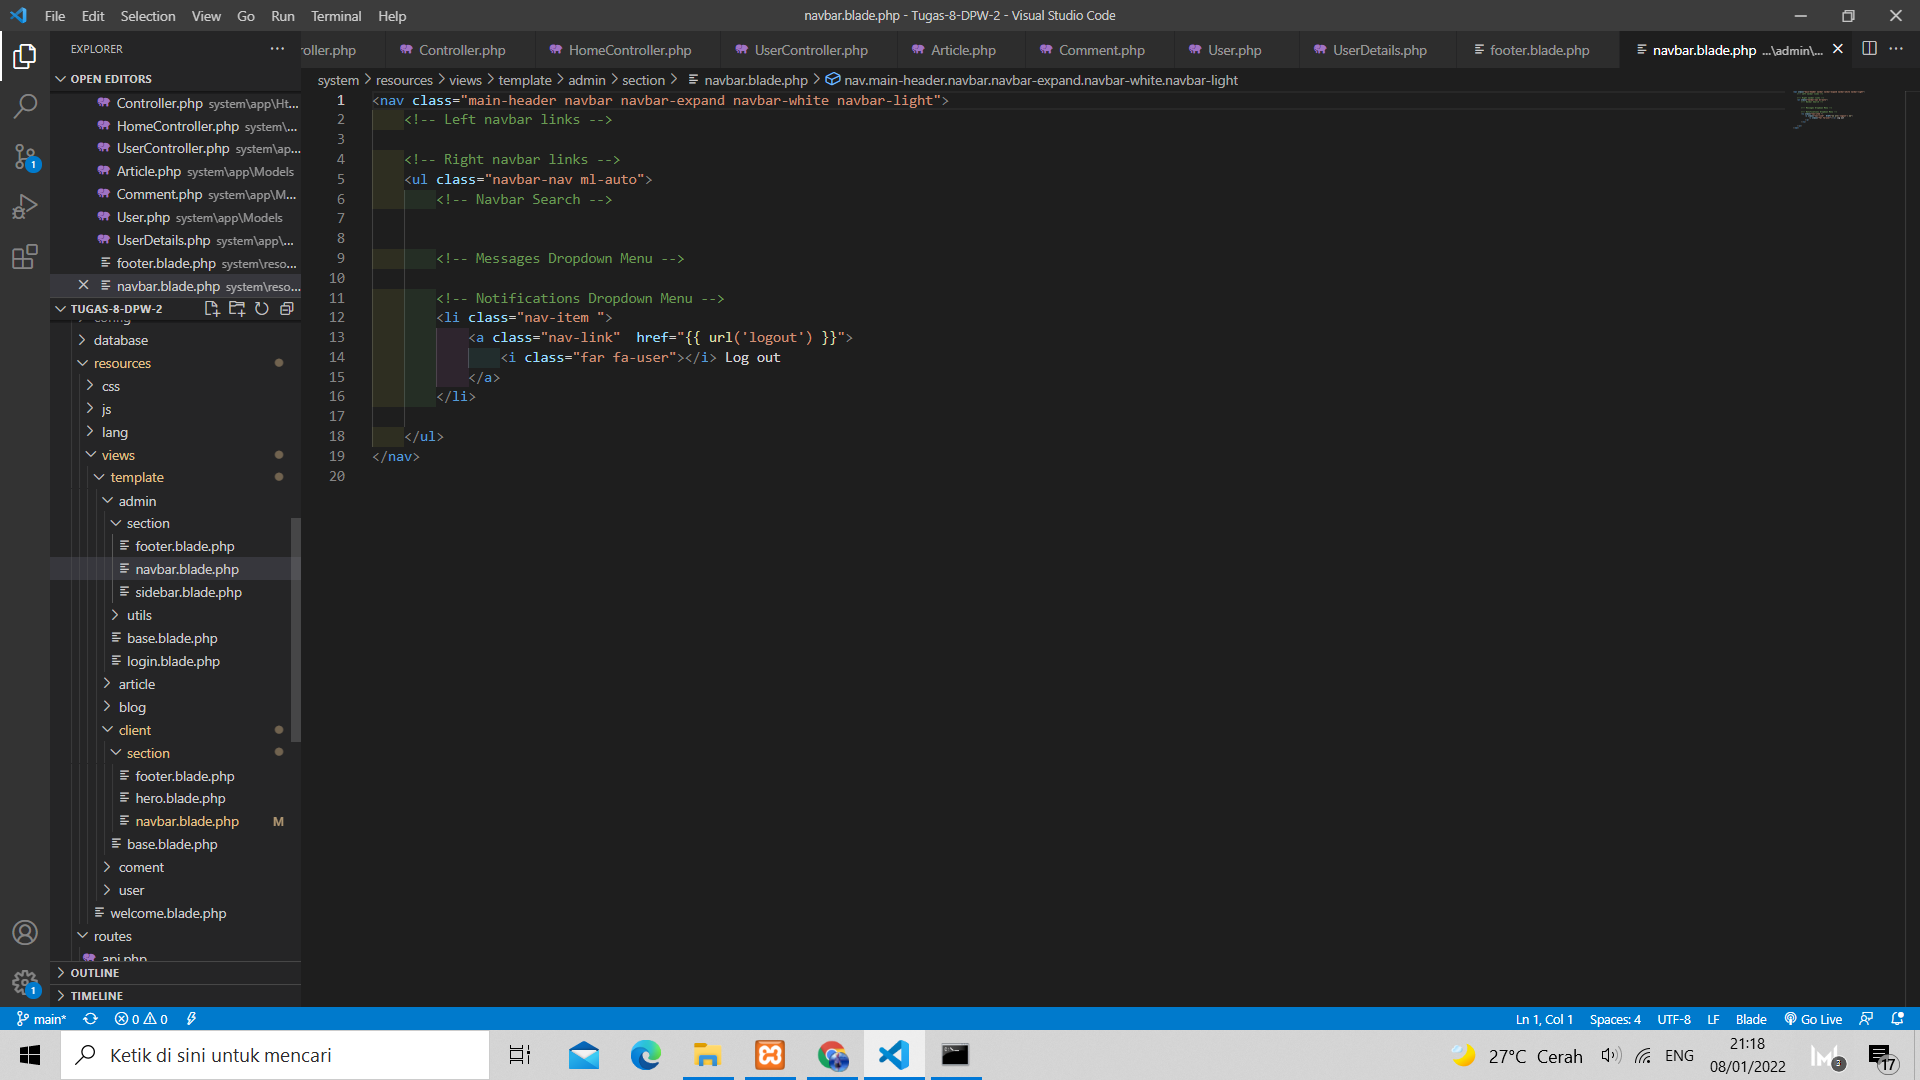 File Edit Selection View Go Run Terminal Help
navbar.blade.php - Tugas-8-DPW-2 - Visual Studio Code
EXPLORER
roller.php Controller.php HomeController.php UserController.php Article.php Comment.php User.php UserDetails.php footer.blade.php navbar.blade.php ...\admin\...
system > resources > views > template > admin > section > navbar.blade.php > nav.main-header.navbar.navbar-expand.navbar-white.navbar-light
OPEN EDITORS
Controller.php system\app\Ht...
HomeController.php system\...
UserController.php system\ap...
Article.php system\app\Models
Comment.php system\app\M...
User.php system\app\Models
UserDetails.php system\app\...
footer.blade.php system\reso...
navbar.blade.php system\reso...
TUGAS-8-DPW-2
config
database
resources
css
js
lang
views
template
admin
section
footer.blade.php
navbar.blade.php
sidebar.blade.php
utils
base.blade.php
login.blade.php
article
blog
client
section
footer.blade.php
hero.blade.php
navbar.blade.php M
base.blade.php
coment
user
welcome.blade.php
routes
api.php
OUTLINE
TIMELINE
1 <nav class="main-header navbar navbar-expand navbar-white navbar-light">
2 <!-- Left navbar links -->
3
4 <!-- Right navbar links -->
5 <ul class="navbar-nav ml-auto">
6 <!-- Navbar Search -->
7
8
9 <!-- Messages Dropdown Menu -->
10
11 <!-- Notifications Dropdown Menu -->
12 <li class="nav-item ">
13 <a class="nav-link"  href="{{ url('logout') }}">
14 <i class="far fa-user"></i> Log out
15 </a>
16 </li>
17
18 </ul>
19 </nav>
20
1
1
main* 0 0
Ln 1, Col 1 Spaces: 4 UTF-8 LF Blade Go Live
Ketik di sini untuk mencari
27°C Cerah ENG
21:18
08/01/2022
3
17